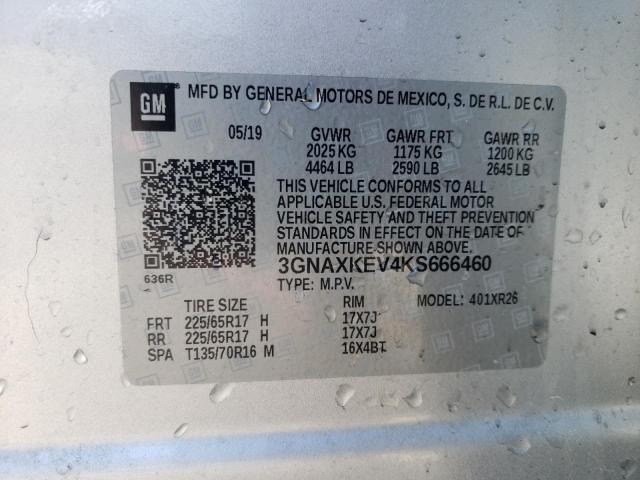 GM
MFD BY GENERAL MOTORS DE MEXICO, S. DE R.L. DE C.V.
05/19 GVWR GAWR FRT GAWR RR
2025 KG 1175 KG 1200 KG
4464 LB 2590 LB 2645 LB
THIS VEHICLE CONFORMS TO ALL
APPLICABLE U.S. FEDERAL MOTOR
VEHICLE SAFETY AND THEFT PREVENTION
STANDARDS IN EFFECT ON THE DATE OF
MANUFACTURE SHOWN ABOVE.
636R
3GNAXKEV4KS666460
TYPE: M.P.V. MODEL: 401XR26
TIRE SIZE RIM
FRT 225/65R17 H 17X7J
RR 225/65R17 H 17X7J
SPA T135/70R16 M 16X4BT